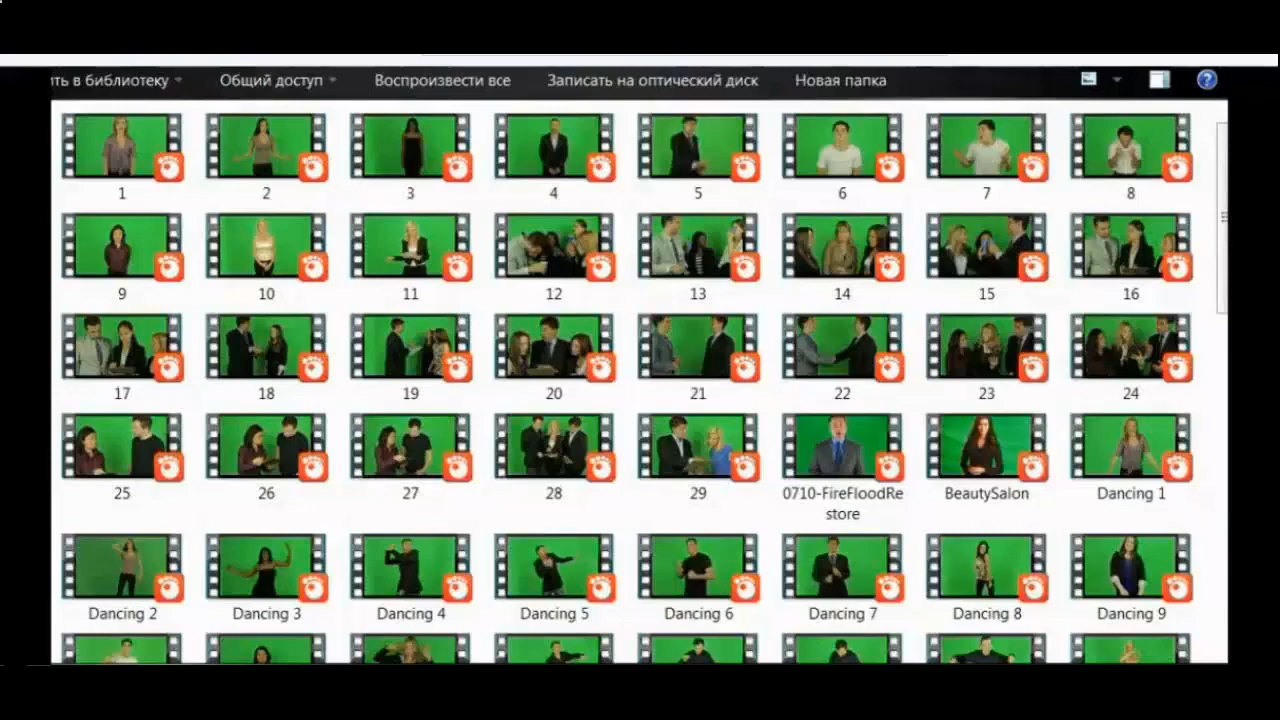 ть в библиотеку Общий доступ Воспроизвести все Записать на оптический диск Новая папка
1 2 3 4 5 6 7 8
9 10 11 12 13 14 15 16
17 18 19 20 21 22 23 24
25 26 27 28 29 0710-FireFloodRe BeautySalon Dancing 1
store
Dancing 2 Dancing 3 Dancing 4 Dancing 5 Dancing 6 Dancing 7 Dancing 8 Dancing 9